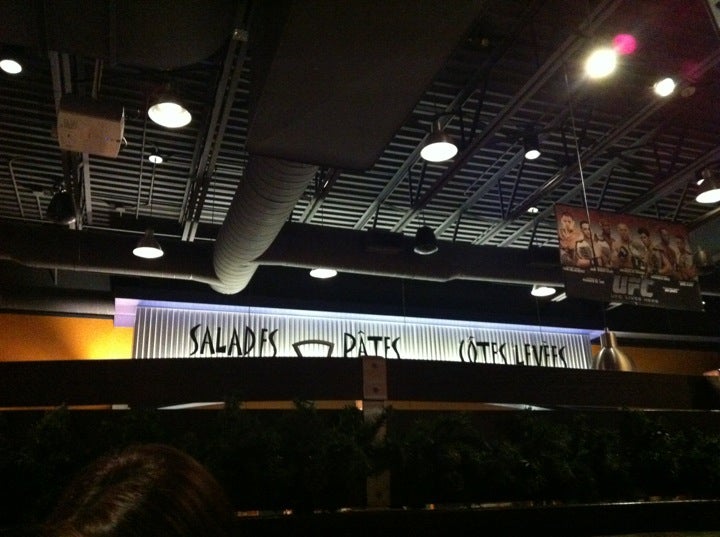 SALADES PÂTES CÔTES LEVÉES
UFC